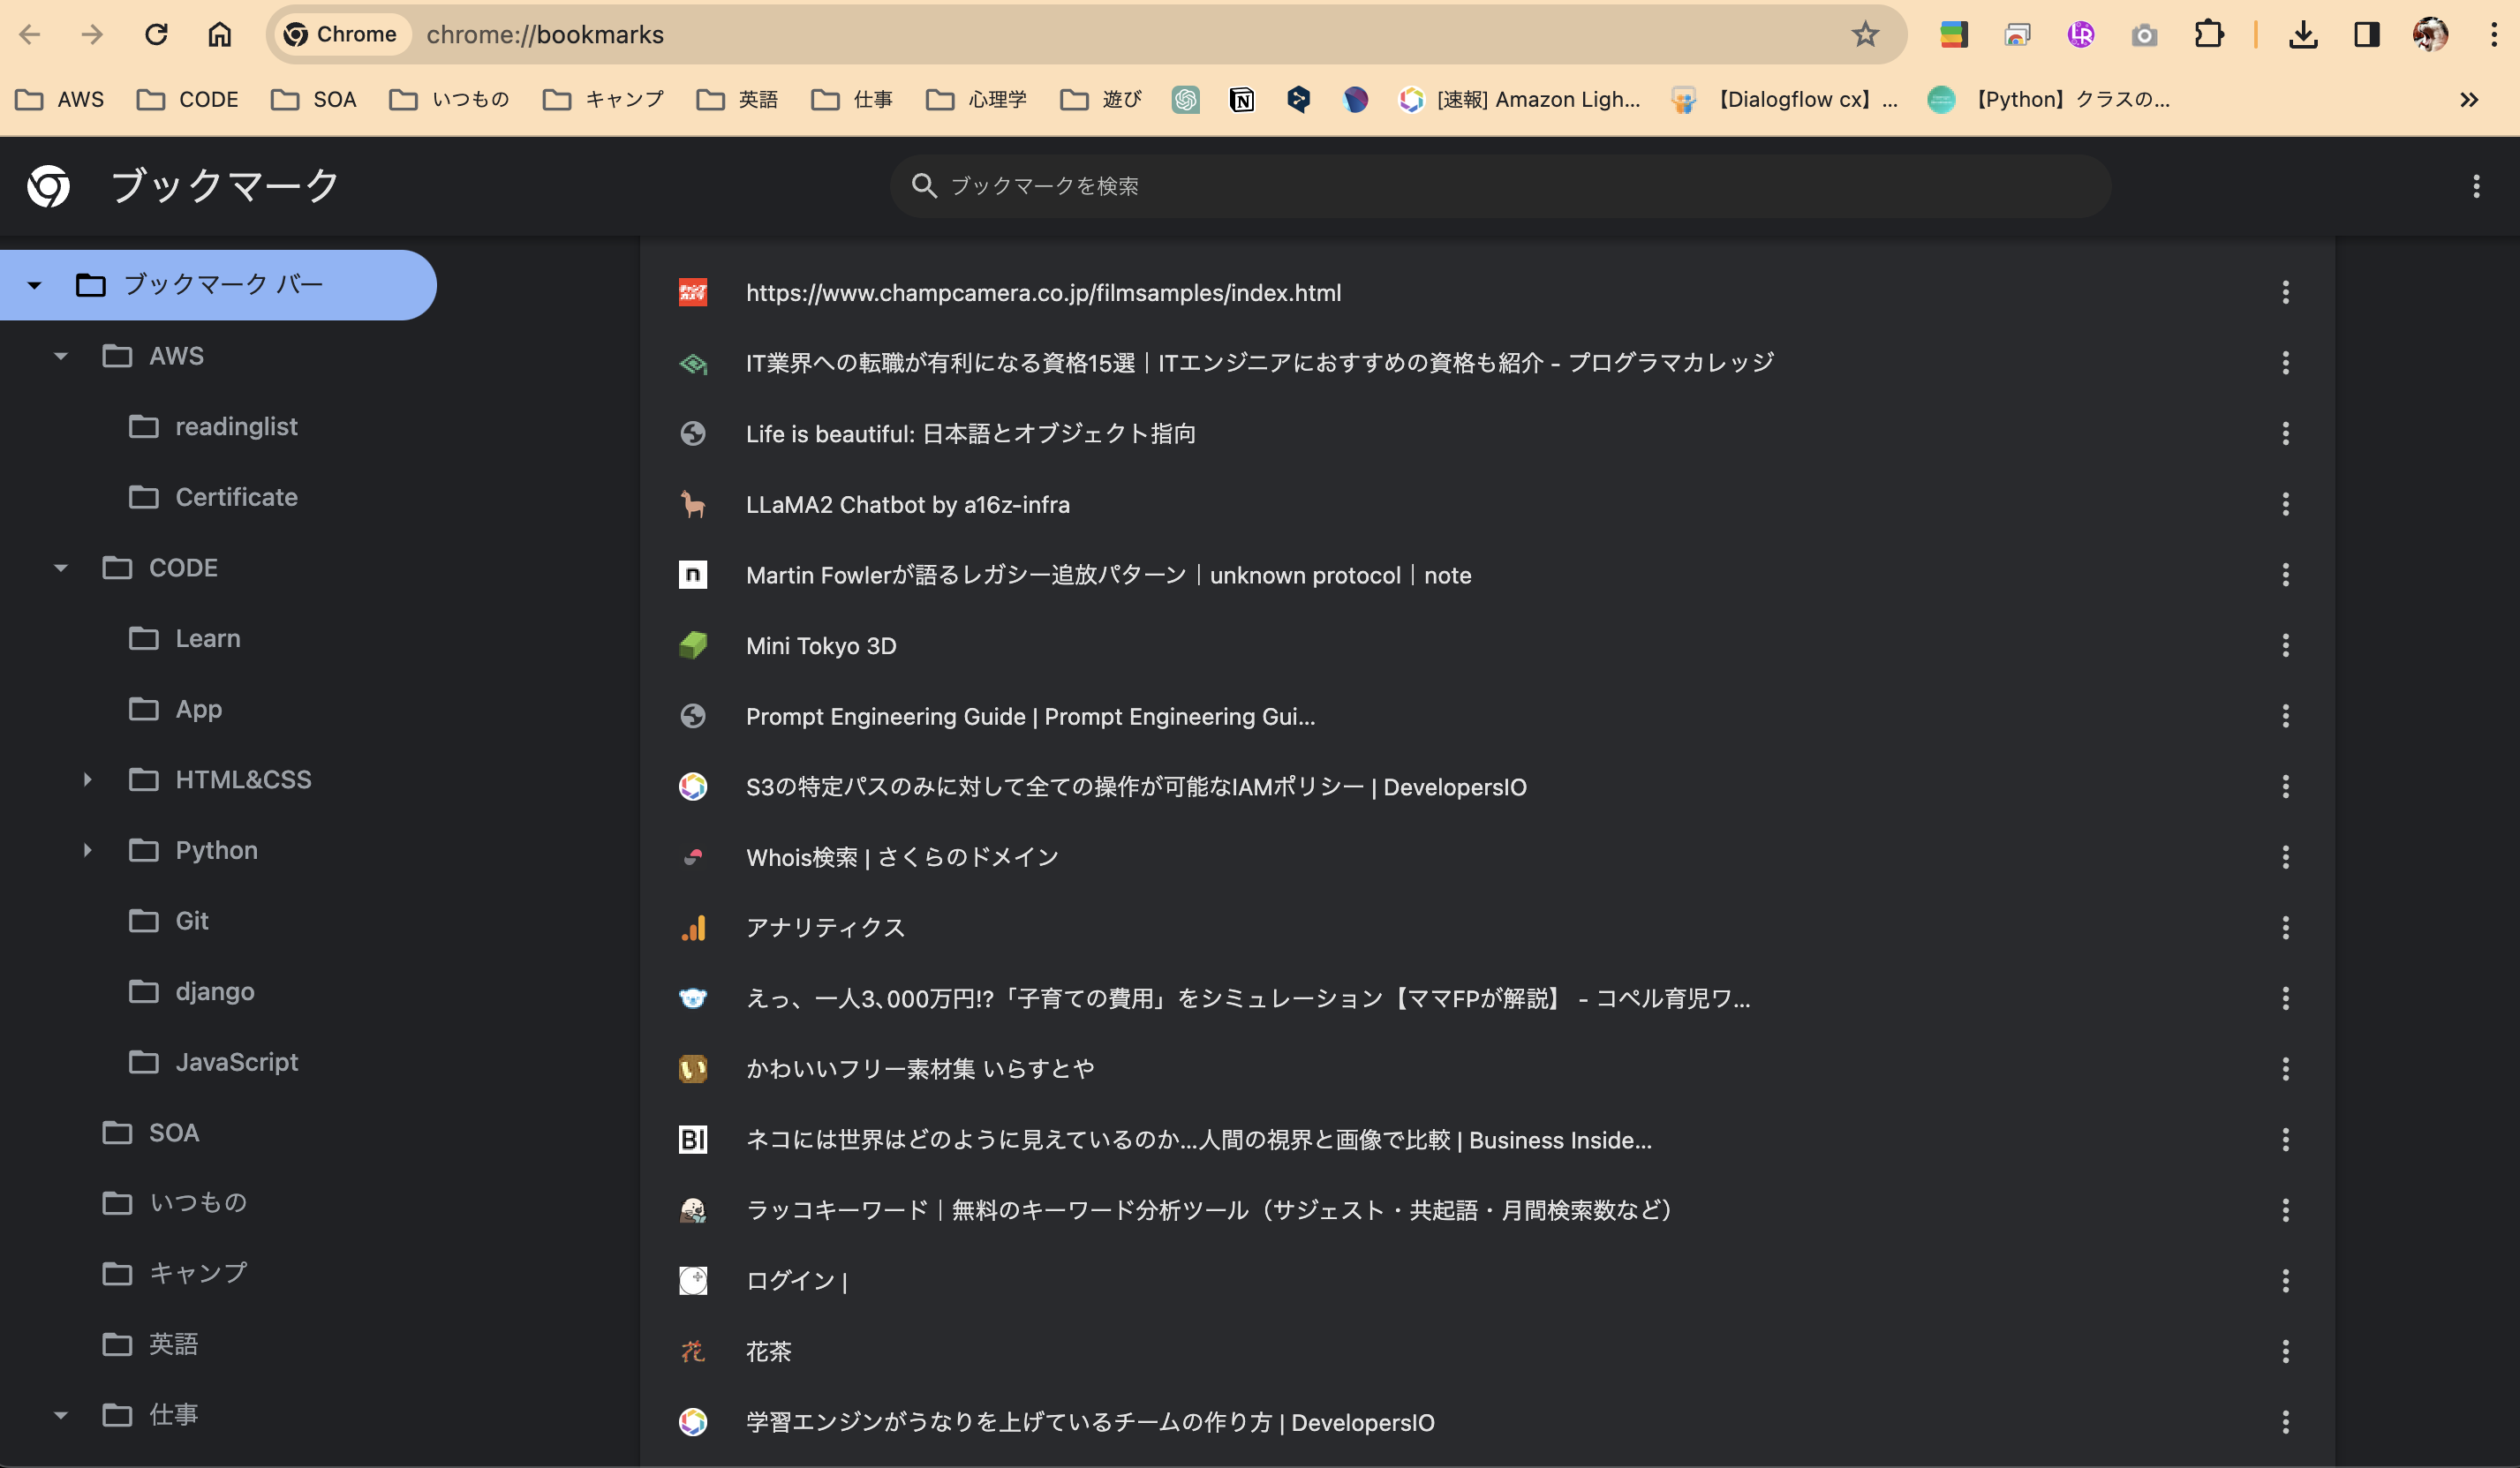 Chrome
chrome://bookmarks
AWS
CODE
SOA
いつもの
キャンプ
英語
仕事
心理学
遊び
[速報] Amazon Ligh...
【Dialogflow cx】...
【Python】クラスの...
ブックマーク
ブックマークを検索
ブックマーク バー
AWS
readinglist
Certificate
CODE
Learn
App
HTML&CSS
Python
Git
django
JavaScript
SOA
いつもの
キャンプ
英語
仕事
https://www.champcamera.co.jp/filmsamples/index.html
IT業界への転職が有利になる資格15選｜ITエンジニアにおすすめの資格も紹介 - プログラマカレッジ
Life is beautiful: 日本語とオブジェクト指向
LLaMA2 Chatbot by a16z-infra
Martin Fowlerが語るレガシー追放パターン｜unknown protocol｜note
Mini Tokyo 3D
Prompt Engineering Guide | Prompt Engineering Gui...
S3の特定パスのみに対して全ての操作が可能なIAMポリシー | DevelopersIO
Whois検索 | さくらのドメイン
アナリティクス
えっ、一人3､000万円!?「子育ての費用」をシミュレーション【ママFPが解説】 - コペル育児ワ...
かわいいフリー素材集 いらすとや
ネコには世界はどのように見えているのか...人間の視界と画像で比較 | Business Inside...
ラッコキーワード｜無料のキーワード分析ツール（サジェスト・共起語・月間検索数など）
ログイン |
花茶
学習エンジンがうなりを上げているチームの作り方 | DevelopersIO